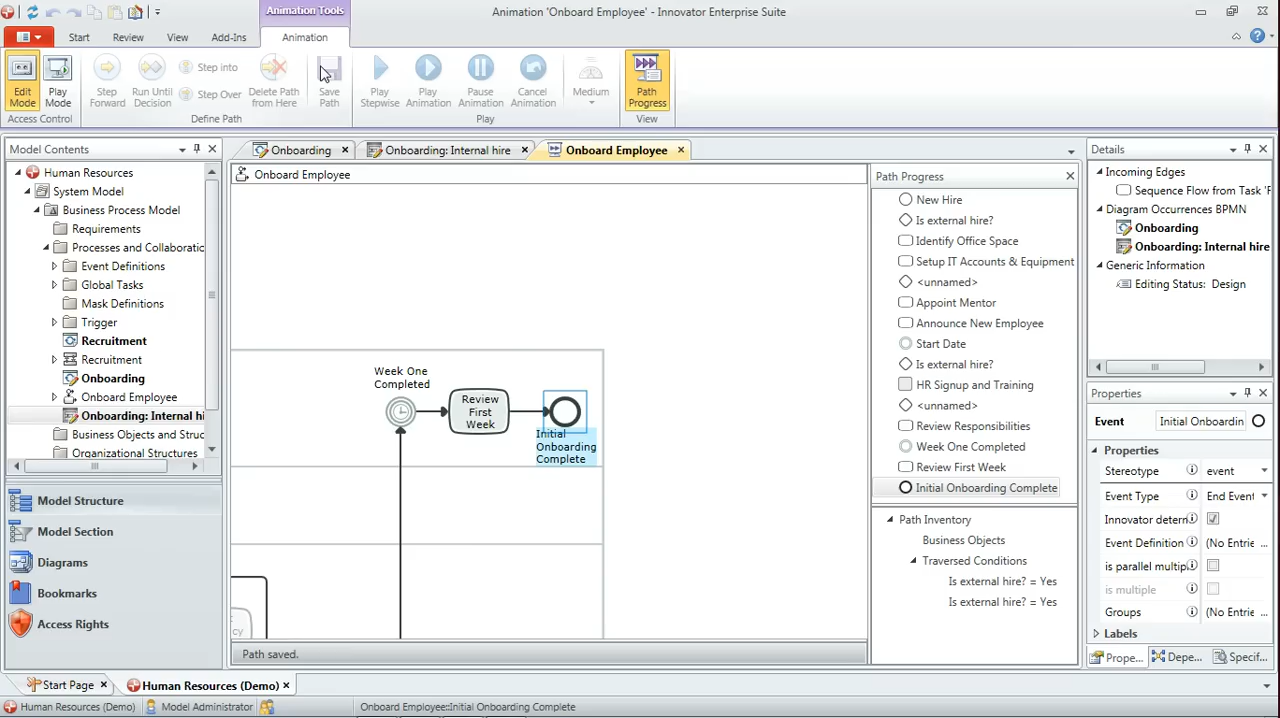 Animation Tools
Animation 'Onboard Employee' - Innovator Enterprise Suite
Start
Review
View
Add-Ins
Animation
Edit
Mode
Play
Mode
Step
Forward
Run Until
Decision
Step into
Step Over
Delete Path
from Here
Save
Path
Play
Stepwise
Play
Animation
Pause
Animation
Cancel
Animation
Medium
Path
Progress
Access Control
Define Path
Play
View
Model Contents
Human Resources
System Model
Business Process Model
Requirements
Processes and Collaboratic
Event Definitions
Global Tasks
Mask Definitions
Trigger
Recruitment
Recruitment
Onboarding
Onboard Employee
Onboarding: Internal hi
Business Objects and Struc
Organizational Structures
Model Structure
Model Section
Diagrams
Bookmarks
Access Rights
Onboarding
Onboarding: Internal hire
Onboard Employee
Onboard Employee
Week One
Completed
Review
First
Week
Initial
Onboarding
Complete
cy
Path saved.
Path Progress
New Hire
Is external hire?
Identify Office Space
Setup IT Accounts & Equipment
<unnamed>
Appoint Mentor
Announce New Employee
Start Date
Is external hire?
HR Signup and Training
<unnamed>
Review Responsibilities
Week One Completed
Review First Week
Initial Onboarding Complete
Path Inventory
Business Objects
Traversed Conditions
Is external hire? = Yes
Is external hire? = Yes
Details
Incoming Edges
Sequence Flow from Task 'F
Diagram Occurrences BPMN
Onboarding
Onboarding: Internal hire
Generic Information
Editing Status: Design
Properties
Event
Initial Onboardin
Properties
Stereotype
event
Event Type
End Event
Innovator detern
Event Definition
(No Entrie ...
is parallel multip
is multiple
Groups
(No Entrie ...
Labels
Prope...
Depe...
Specif...
Start Page
Human Resources (Demo)
Human Resources (Demo)
Model Administrator
Onboard Employee::Initial Onboarding Complete